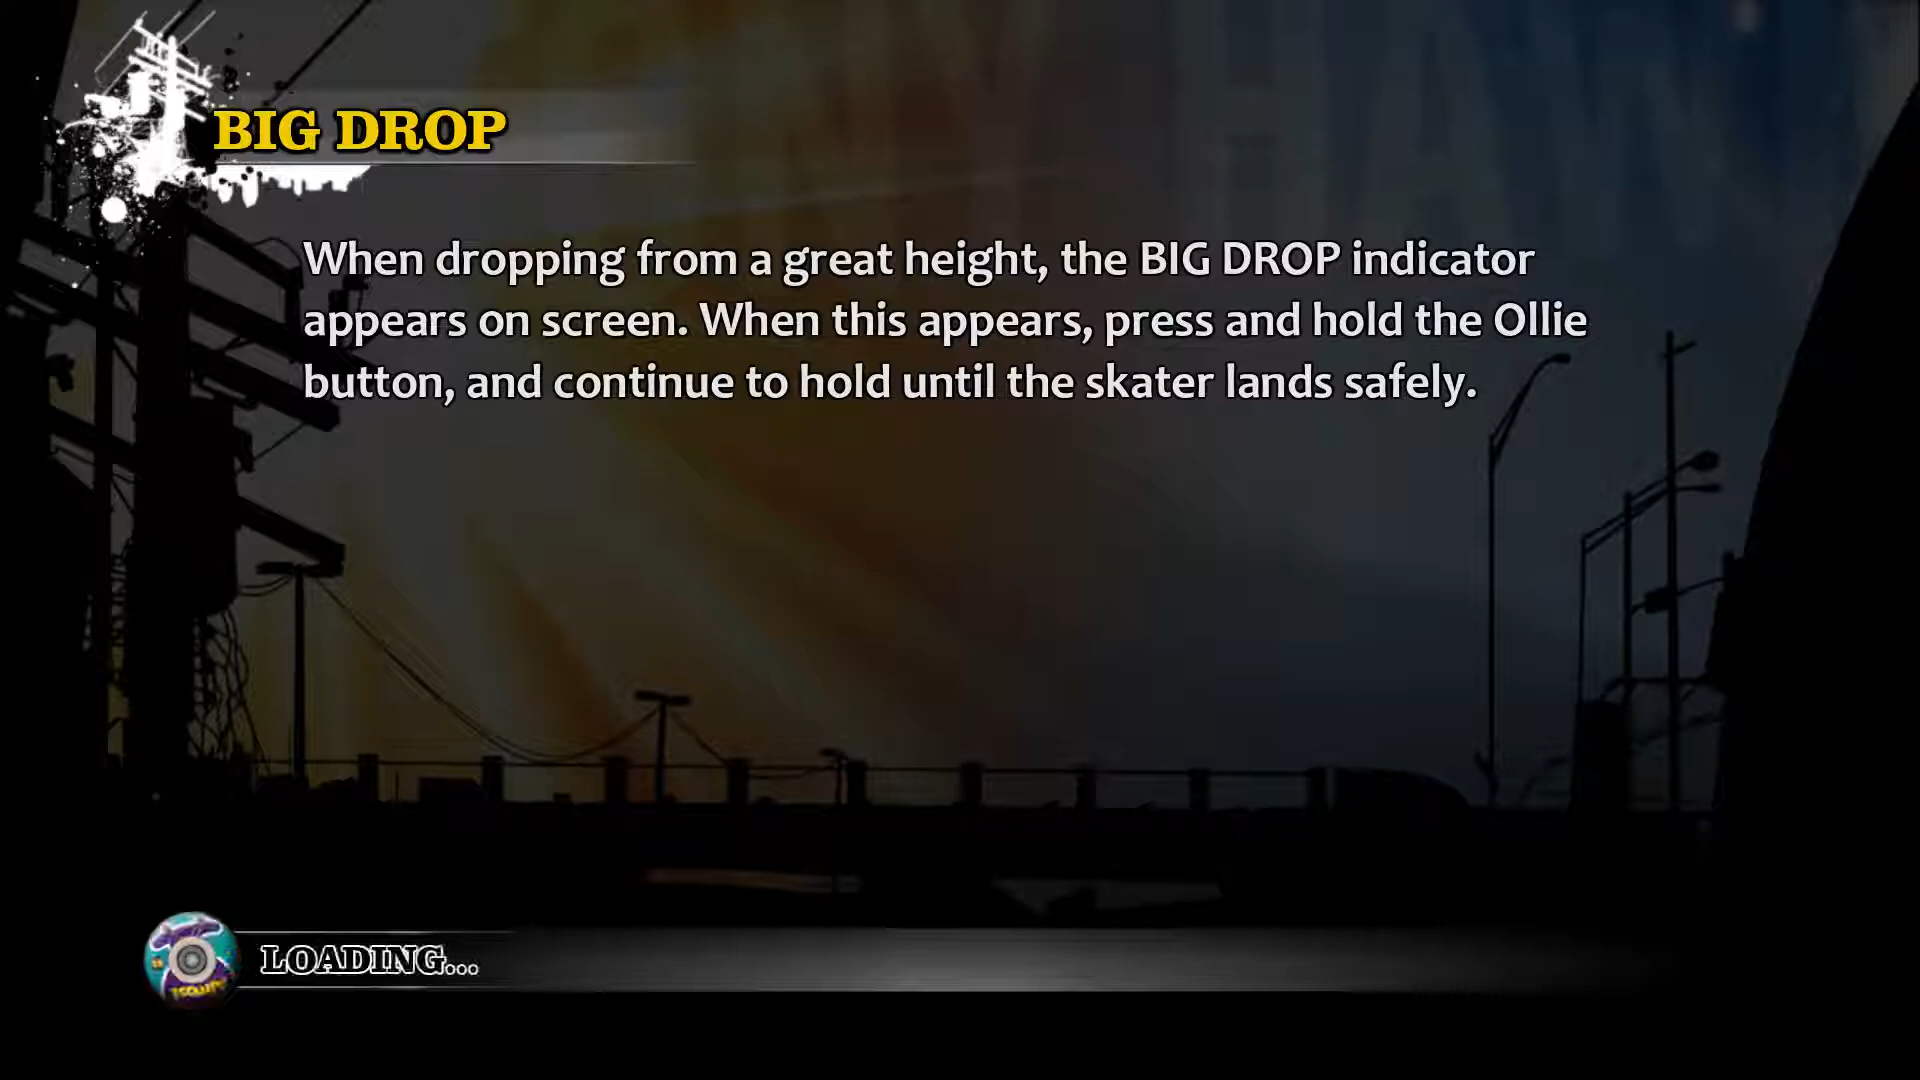 BIG DROP
When dropping from a great height, the BIG DROP indicator
appears on screen. When this appears, press and hold the Ollie
button, and continue to hold until the skater lands safely.
LOADING...